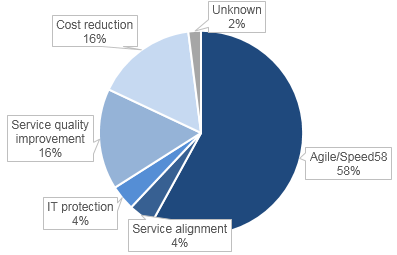 Unknown
2%
Cost reduction
16%
Service quality
improvement
16%
Agile/Speed58
58%
IT protection
4%
Service alignment
4%